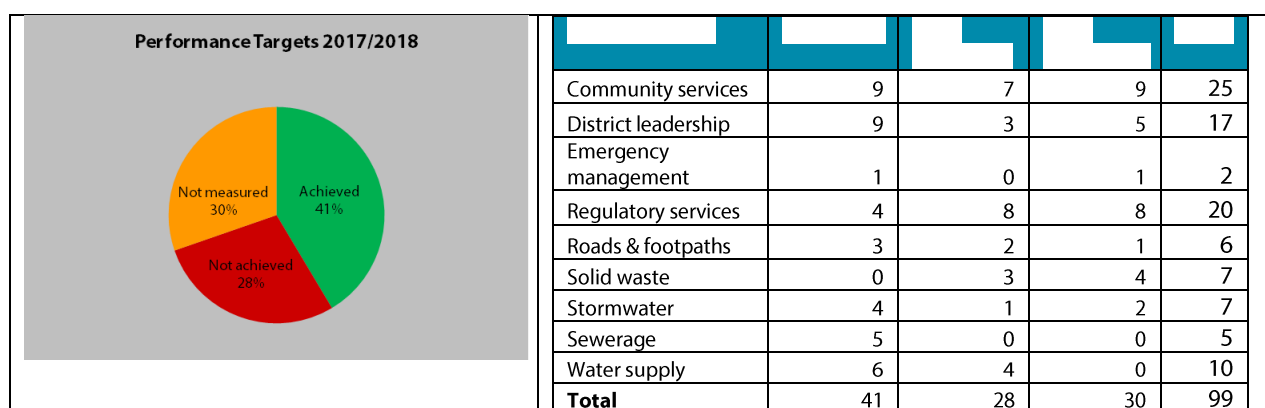 Performance Targets 2017/2018
Not measured
30%
Achieved
41%
Not achieved
28%
Community services 9 7 9 25
District leadership 9 3 5 17
Emergency
management 1 0 1 2
Regulatory services 4 8 8 20
Roads & footpaths 3 2 1 6
Solid waste 0 3 4 7
Stormwater 4 1 2 7
Sewerage 5 0 0 5
Water supply 6 4 0 10
Total 41 28 30 99